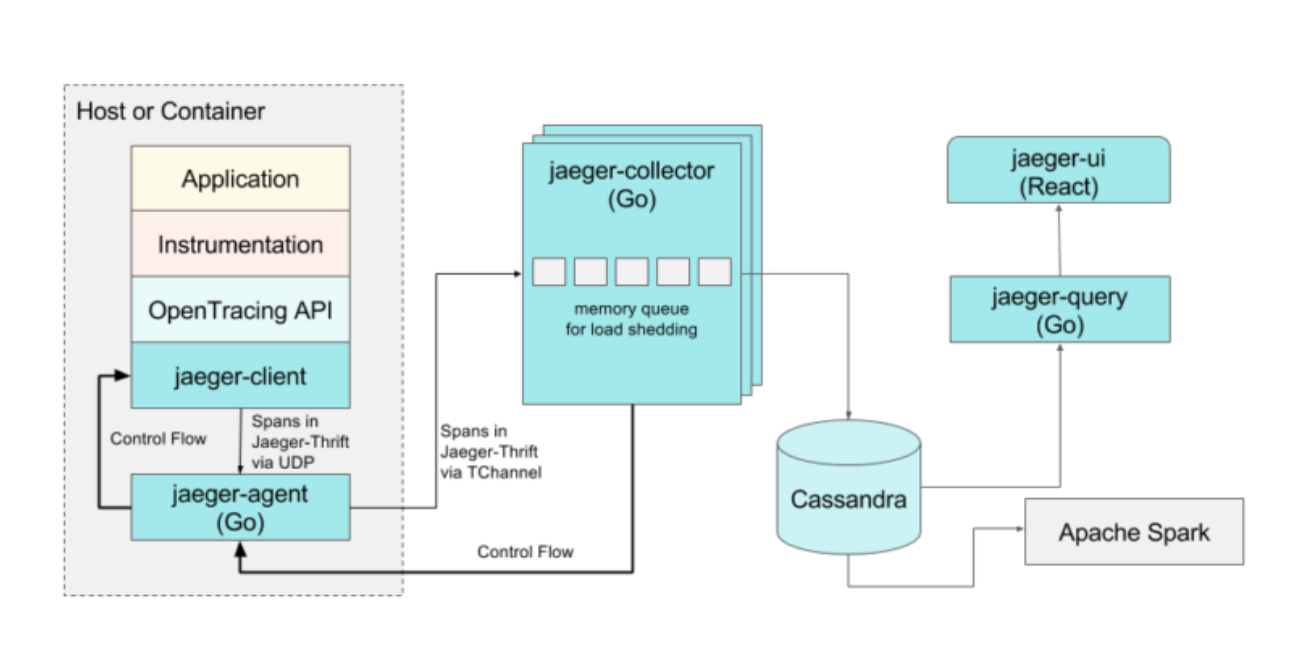 Host or Container
Application
Instrumentation
OpenTracing API
jaeger-client
Control Flow
Spans in
Jaeger-Thrift
via UDP
jaeger-agent
(Go)
Spans in
Jaeger-Thrift
via TChannel
Control Flow
jaeger-collector
(Go)
memory queue
for load shedding
Cassandra
jaeger-ui
(React)
jaeger-query
(Go)
Apache Spark